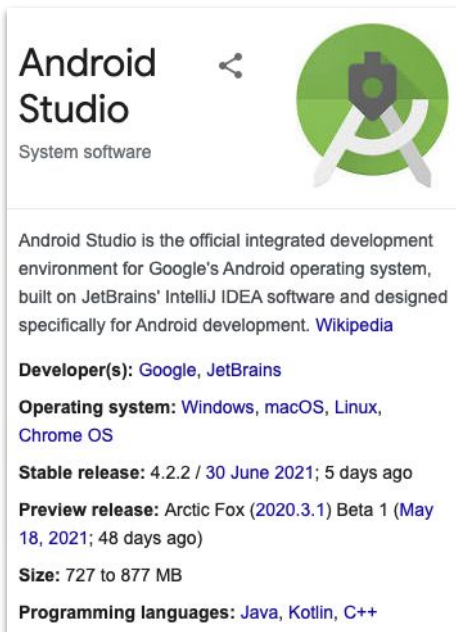 Android
Studio
System software
Android Studio is the official integrated development
environment for Google's Android operating system,
built on JetBrains' IntelliJ IDEA software and designed
specifically for Android development. Wikipedia
Developer(s): Google, JetBrains
Operating system: Windows, macOS, Linux,
Chrome OS
Stable release: 4.2.2 / 30 June 2021; 5 days ago
Preview release: Arctic Fox (2020.3.1) Beta 1 (May
18, 2021; 48 days ago)
Size: 727 to 877 MB
Programming languages: Java, Kotlin, C++